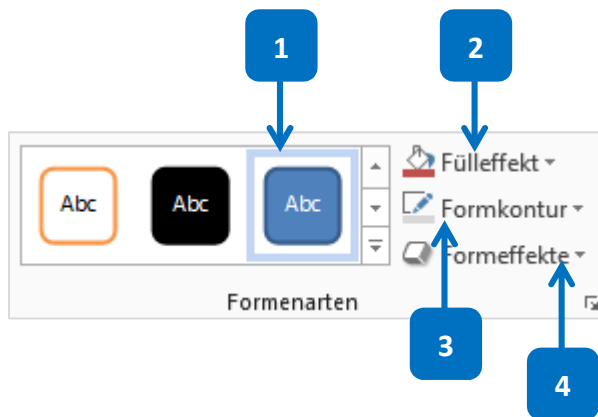 1 2
Abc Abc Abc Fülleffekt
Formkontur
Formeffekte
Formenarten
3
4